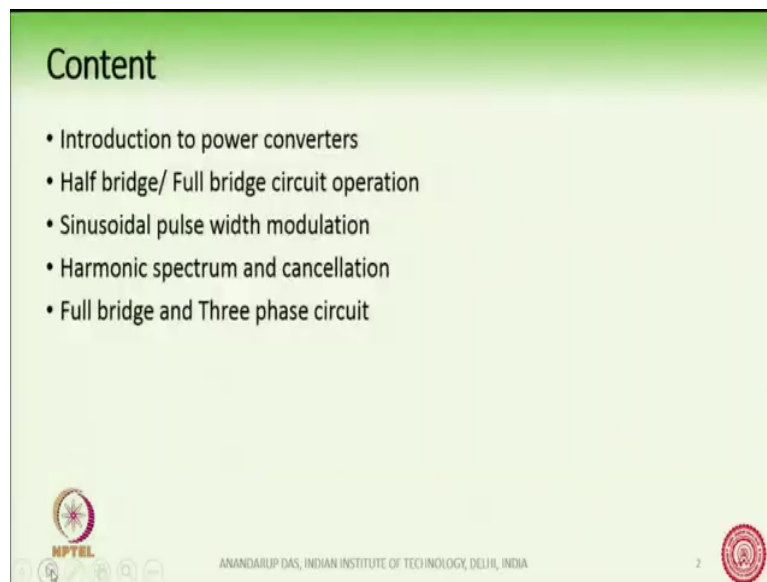 Content
• Introduction to power converters
• Half bridge/ Full bridge circuit operation
• Sinusoidal pulse width modulation
• Harmonic spectrum and cancellation
• Full bridge and Three phase circuit
NPTEL
ANANDARUP DAS, INDIAN INSTITUTE OF TECHNOLOGY, DELHI, INDIA
2